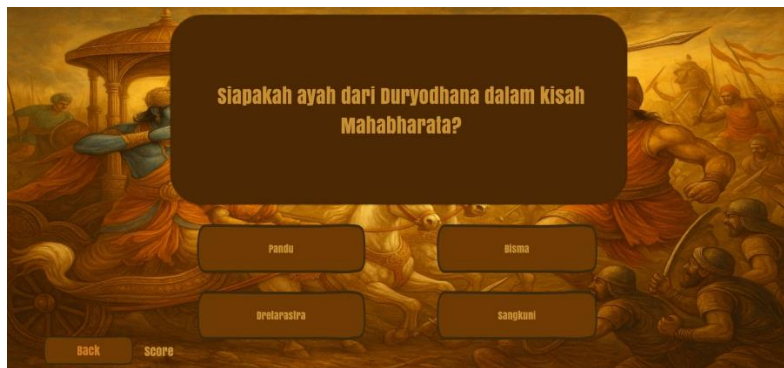 Siapakah ayah dari Duryodhana dalam kisah
Mahabharata?
Pandu
Bisma
Dretarastra
Sangkuni
Back
Score